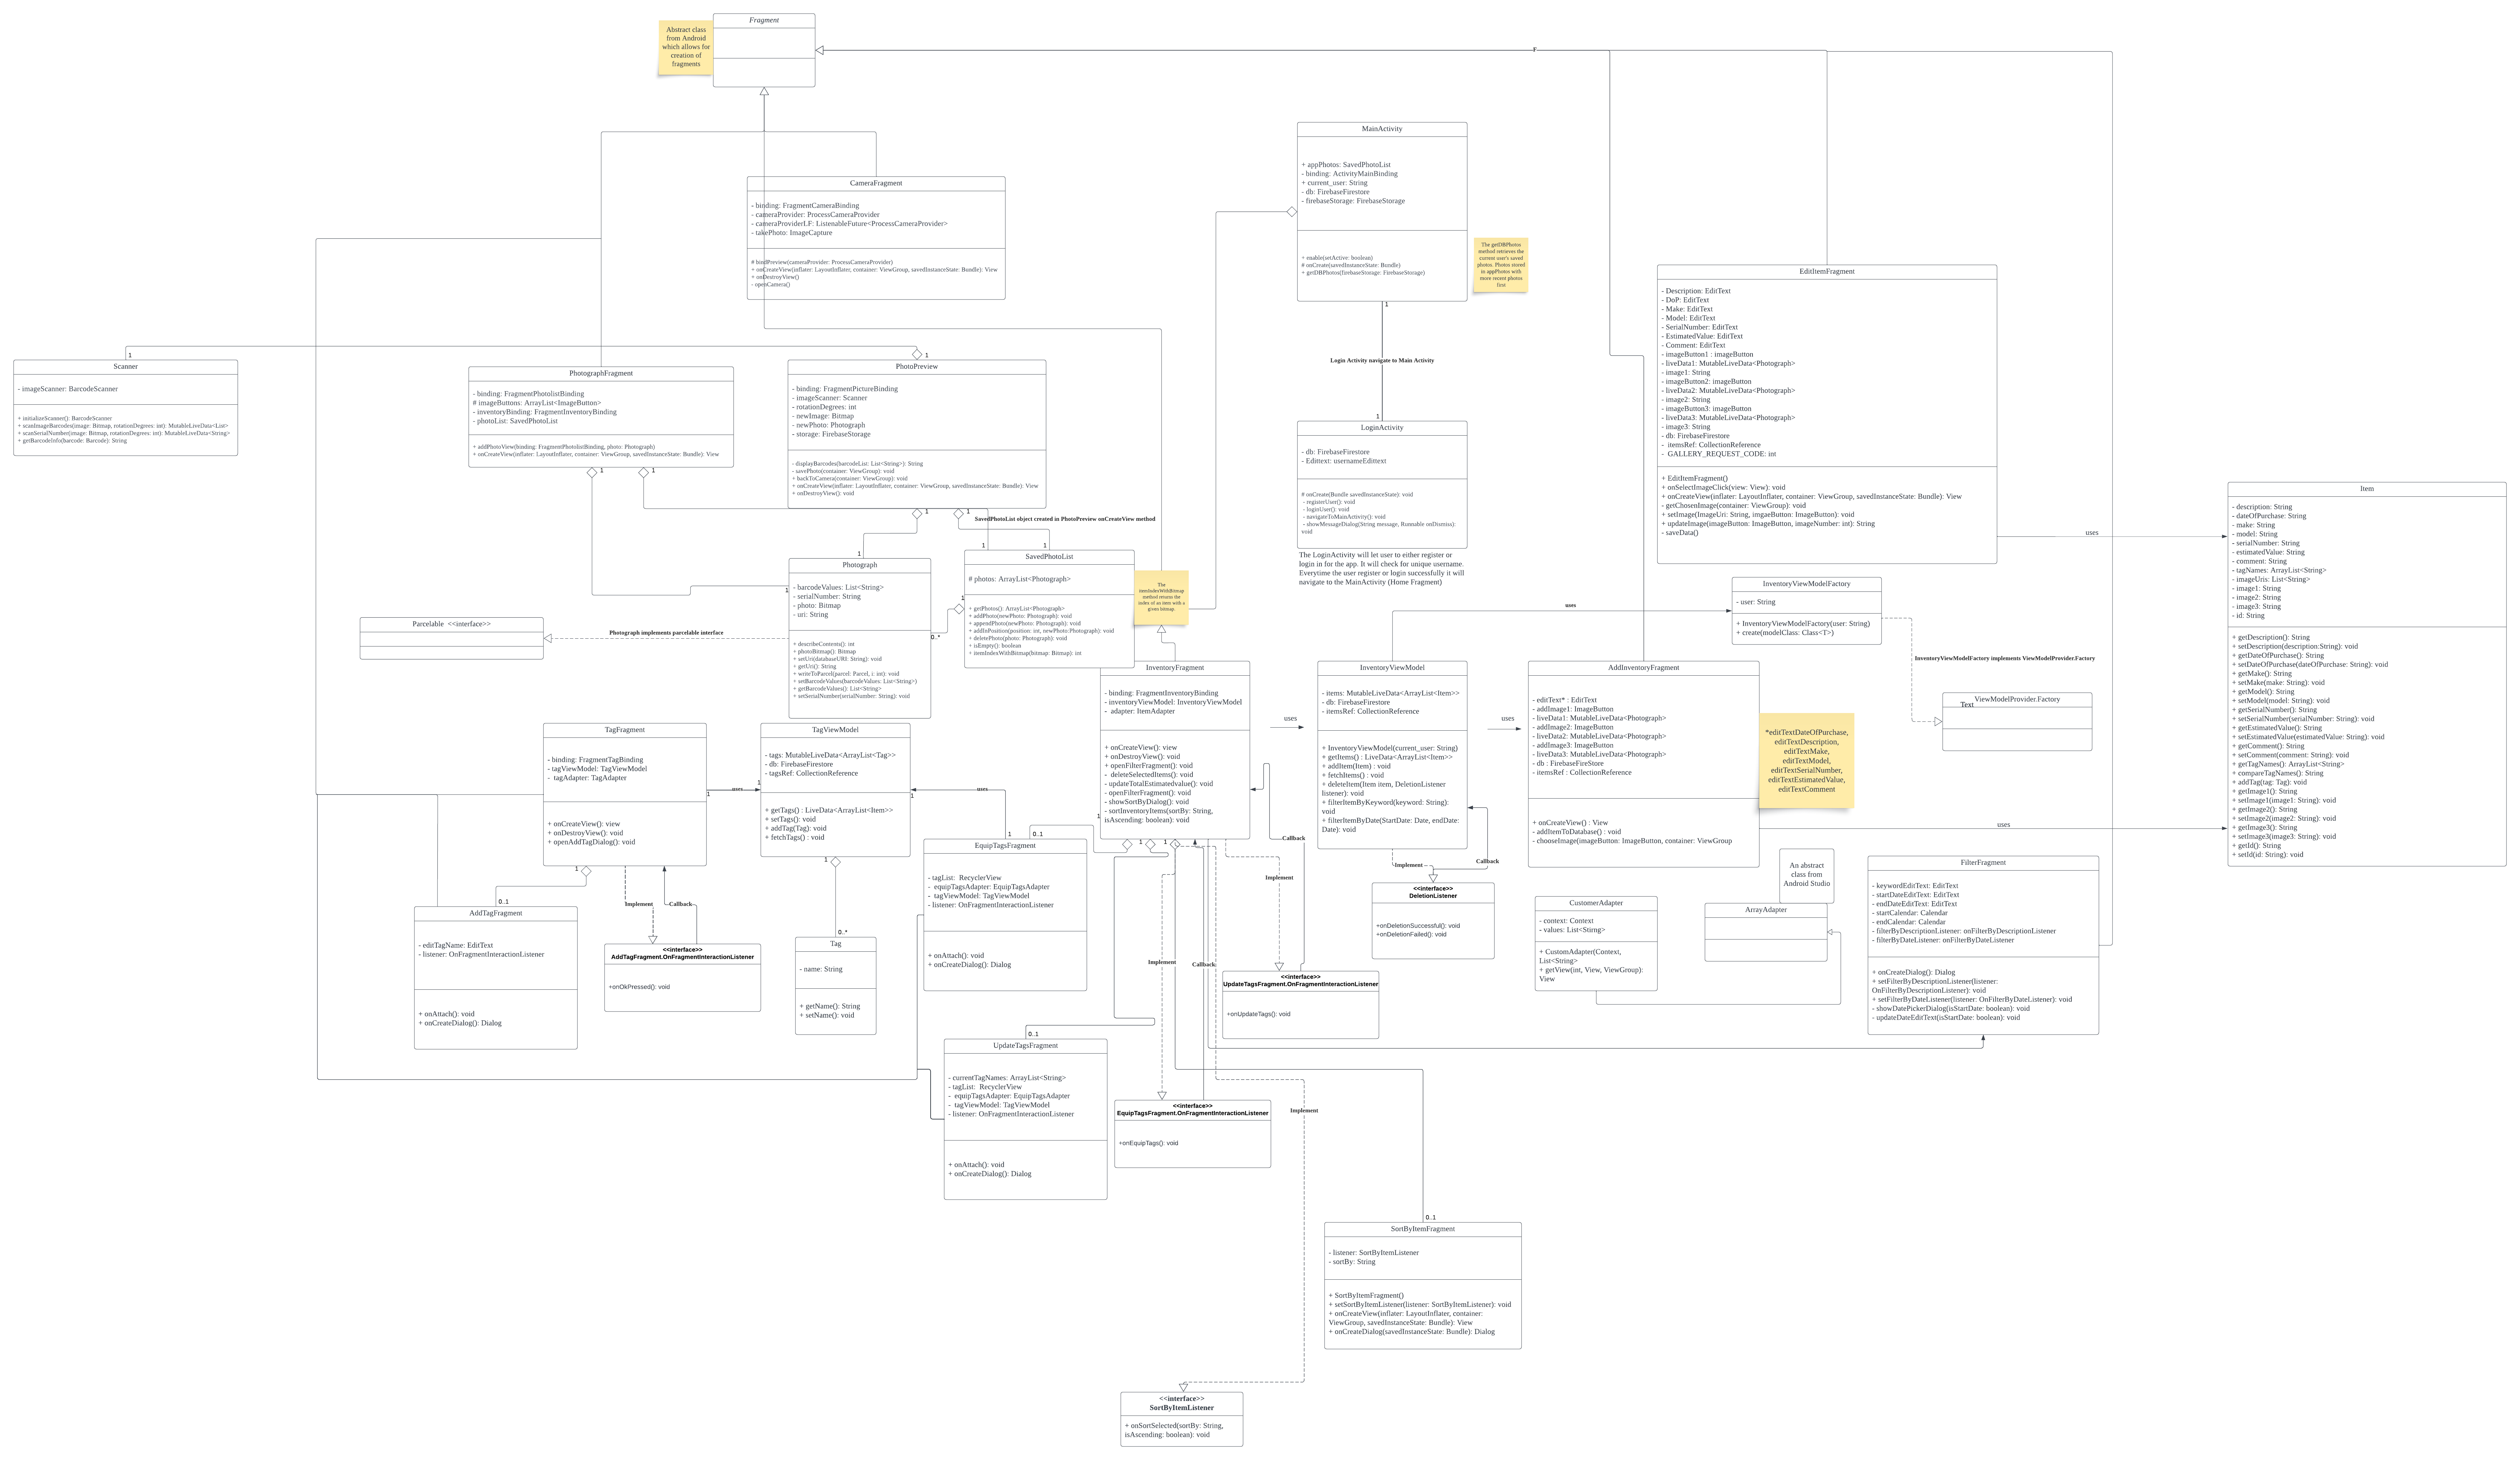 Fragment
Abstract class
from Android
which allows for
creation of
fragments
F
MainActivity
+ appPhotos: SavedPhotoList
- binding: ActivityMainBinding
+ current_user: String
- db: FirebaseFirestore
- firebaseStorage: FirebaseStorage
+ enable(setActive: boolean)
# onCreate(savedInstanceState: Bundle)
+ getDBPhotos(firebaseStorage: FirebaseStorage)
1
The getDBPhotos
method retrieves the
current user's saved
photos. Photos stored
in appPhotos with
more recent photos
first
CameraFragment
- binding: FragmentCameraBinding
- cameraProvider: ProcessCameraProvider
- cameraProviderLF: ListenableFuture<ProcessCameraProvider>
- takePhoto: ImageCapture
# bindPreview(cameraProvider: ProcessCameraProvider)
+ onCreateView(inflater: LayoutInflater, container: ViewGroup, savedInstanceState: Bundle): View
+ onDestroyView()
- openCamera()
EditItemFragment
- Description: EditText
- DoP: EditText
- Make: EditText
- Model: EditText
- SerialNumber: EditText
- EstimatedValue: EditText
- Comment: EditText
- imageButton1 : imageButton
- liveData1: MutableLiveData<Photograph>
- image1: String
- imageButton2: imageButton
- liveData2: MutableLiveData<Photograph>
- image2: String
- imageButton3: imageButton
- liveData3: MutableLiveData<Photograph>
- image3: String
- db: FirebaseFirestore
- itemsRef: CollectionReference
- GALLERY_REQUEST_CODE: int
+ EditItemFragment()
+ onSelectImageClick(view: View): void
+ onCreateView(inflater: LayoutInflater, container: ViewGroup, savedInstanceState: Bundle): View
- getChosenImage(container: ViewGroup): void
+ setImage(ImageUri: String, imgaeButton: ImageButton): void
+ updateImage(imageButton: ImageButton, imageNumber: int): String
- saveData()
uses
1
1
Scanner
- imageScanner: BarcodeScanner
+ initializeScanner(): BarcodeScanner
+ scanImageBarcodes(image: Bitmap, rotationDegrees: int): MutableLiveData<List>
+ scanSerialNumber(image: Bitmap, rotationDegrees: int): MutableLiveData<String>
+ getBarcodeInfo(barcode: Barcode): String
PhotographFragment
- binding: FragmentPhotolistBinding
# imageButtons: ArrayList<ImageButton>
- inventoryBinding: FragmentInventoryBinding
- photoList: SavedPhotoList
+ addPhotoView(binding: FragmentPhotolistBinding, photo: Photograph)
+ onCreateView(inflater: LayoutInflater, container: ViewGroup, savedInstanceState: Bundle): View
1
1
PhotoPreview
- binding: FragmentPictureBinding
- imageScanner: Scanner
- rotationDegrees: int
- newImage: Bitmap
- newPhoto: Photograph
- storage: FirebaseStorage
- displayBarcodes(barcodeList: List<String>): String
- savePhoto(container: ViewGroup): void
+ backToCamera(container: ViewGroup): void
+ onCreateView(inflater: LayoutInflater, container: ViewGroup, savedInstanceState: Bundle): View
+ onDestroyView(): void
1
1
SavedPhotoList object created in PhotoPreview onCreateView method
Login Activity navigate to Main Activity
1
LoginActivity
- db: FirebaseFirestore
- Edittext: usernameEdittext
# onCreate(Bundle savedInstanceState): void
- registerUser(): void
- loginUser(): void
- navigateToMainActivity(): void
- showMessageDialog(String message, Runnable onDismiss):
void
The LoginActivity will let user to either register or
login in for the app. It will check for unique username.
Everytime the user register or login successfully it will
navigate to the MainActivity (Home Fragment)
Item
- description: String
- dateOfPurchase: String
- make: String
- model: String
- serialNumber: String
- estimatedValue: String
- comment: String
- tagNames: ArrayList<String>
- imageUris: List<String>
- image1: String
- image2: String
- image3: String
- id: String
+ getDescription(): String
+ setDescription(description:String): void
+ getDateOfPurchase(): String
+ setDateOfPurchase(dateOfPurchase: String): void
+ getMake(): String
+ setMake(make: String): void
+ getModel(): String
+ setModel(model: String): void
+ getSerialNumber(): String
+ setSerialNumber(serialNumber: String): void
+ getEstimatedValue(): String
+ setEstimatedValue(estimatedValue: String): void
+ getComment(): String
+ setComment(comment: String): void
+ getTagNames(): ArrayList<String>
+ compareTagNames(): String
+ addTag(tag: Tag): void
+ getImage1(): String
+ setImage1(image1: String): void
+ getImage2(): String
+ setImage2(image2: String): void
+ getImage3(): String
+ setImage3(image3: String): void
+ getId(): String
+ setId(id: String): void
1
Photograph
- barcodeValues: List<String>
- serialNumber: String
- photo: Bitmap
- uri: String
+ describeContents(): int
+ photoBitmap(): Bitmap
+ setUri(databaseURI: String): void
+ getUri(): String
+ writeToParcel(parcel: Parcel, i: int): void
+ setBarcodeValues(barcodeValues: List<String>)
+ getBarcodeValues(): List<String>
+ setSerialNumber(serialNumber: String): void
1
0..*
1
1
1
SavedPhotoList
# photos: ArrayList<Photograph>
+ getPhotos(): ArrayList<Photograph>
+ addPhoto(newPhoto: Photograph): void
+ appendPhoto(newPhoto: Photograph): void
+ addInPosition(position: int, newPhoto:Photograph): void
+ deletePhoto(photo: Photograph): void
+ isEmpty(): boolean
+ itemIndexWithBitmap(bitmap: Bitmap): int
The
itemIndexWithBitmap
method returns the
index of an item with a
given bitmap.
Parcelable <<interface>>
Photograph implements parcelable interface
uses
InventoryViewModelFactory
- user: String
+ InventoryViewModelFactory(user: String)
+ create(modelClass: Class<T>)
InventoryViewModelFactory implements ViewModelProvider.Factory
ViewModelProvider.Factory
Text
InventoryFragment
- binding: FragmentInventoryBinding
- inventoryViewModel: InventoryViewModel
- adapter: ItemAdapter
+ onCreateView(): view
+ onDestroyView(): void
+ openFilterFragment(): void
- deleteSelectedItems(): void
- updateTotalEstimatedvalue(): void
- openFilterFragment(): void
- showSortByDialog(): void
- sortInventoryItems(sortBy: String,
isAscending: boolean): void
1
1
1
uses
InventoryViewModel
- items: MutableLiveData<ArrayList<Item>>
- db: FirebaseFirestore
- itemsRef: CollectionReference
+ InventoryViewModel(current_user: String)
+ getItems() : LiveData<ArrayList<Item>>
+ addItem(Item) : void
+ fetchItems() : void
+ deleteItem(Item item, DeletionListener
listener): void
+ filterItemByKeyword(keyword: String):
void
+ filterItemByDate(StartDate: Date, endDate:
Date): void
uses
Implement
Callback
AddInventoryFragment
- editText* : EditText
- addImage1: ImageButton
- liveData1: MutableLiveData<Photograph>
- addImage2: ImageButton
- liveData2: MutableLiveData<Photograph>
- addImage3: ImageButton
- liveData3: MutableLiveData<Photograph>
- db : FirebaseFireStore
- itemsRef : CollectionReference
+ onCreateView() : View
- addItemToDatabase() : void
- chooseImage(imageButton: ImageButton, container: ViewGroup
*editTextDateOfPurchase,
editTextDescription,
editTextMake,
editTextModel,
editTextSerialNumber,
editTextEstimatedValue,
editTextComment
uses
TagFragment
- binding: FragmentTagBinding
- tagViewModel: TagViewModel
- tagAdapter: TagAdapter
+ onCreateView(): view
+ onDestroyView(): void
+ openAddTagDialog(): void
1
1
uses
1
TagViewModel
- tags: MutableLiveData<ArrayList<Tag>>
- db: FirebaseFirestore
- tagsRef: CollectionReference
+ getTags() : LiveData<ArrayList<Item>>
+ setTags(): void
+ addTag(Tag): void
+ fetchTags() : void
1
1
uses
1
0..1
EquipTagsFragment
- tagList: RecyclerView
- equipTagsAdapter: EquipTagsAdapter
- tagViewModel: TagViewModel
- listener: OnFragmentInteractionListener
+ onAttach(): void
+ onCreateDialog(): Dialog
Implement
Callback
Implement
Callback
0..1
AddTagFragment
- editTagName: EditText
- listener: OnFragmentInteractionListener
+ onAttach(): void
+ onCreateDialog(): Dialog
Implement
Callback
<<interface>>
AddTagFragment.OnFragmentInteractionListener
+onOkPressed(): void
0..*
Tag
- name: String
+ getName(): String
+ setName(): void
<<interface>>
DeletionListener
+onDeletionSuccessful(): void
+onDeletionFailed(): void
CustomerAdapter
- context: Context
- values: List<Stirng>
+ CustomAdapter(Context,
List<String>
+ getView(int, View, ViewGroup):
View
An abstract
class from
Android Studio
ArrayAdapter
FilterFragment
- keywordEditText: EditText
- startDateEditText: EditText
- endDateEditText: EditText
- startCalendar: Calendar
- endCalendar: Calendar
- filterByDescriptionListener: onFilterByDescriptionListener
- filterByDateListener: onFilterByDateListener
+ onCreateDialog(): Dialog
+ setFilterByDescriptionListener(listener:
OnFilterByDescriptionListener): void
+ setFilterByDateListener(listener: OnFilterByDateListener): void
- showDatePickerDialog(isStartDate: boolean): void
- updateDateEditText(isStartDate: boolean): void
<<interface>>
UpdateTagsFragment.OnFragmentInteractionListener
+onUpdateTags(): void
0..1
UpdateTagsFragment
- currentTagNames: ArrayList<String>
- tagList: RecyclerView
- equipTagsAdapter: EquipTagsAdapter
- tagViewModel: TagViewModel
- listener: OnFragmentInteractionListener
+ onAttach(): void
+ onCreateDialog(): Dialog
<<interface>>
EquipTagsFragment.OnFragmentInteractionListener
+onEquipTags(): void
Implement
0..1
SortByItemFragment
- listener: SortByItemListener
- sortBy: String
+ SortByItemFragment()
+ setSortByItemListener(listener: SortByItemListener): void
+ onCreateView(inflater: LayoutInflater, container:
ViewGroup, savedInstanceState: Bundle): View
+ onCreateDialog(savedInstanceState: Bundle): Dialog
<<interface>>
SortByItemListener
+ onSortSelected(sortBy: String,
isAscending: boolean): void